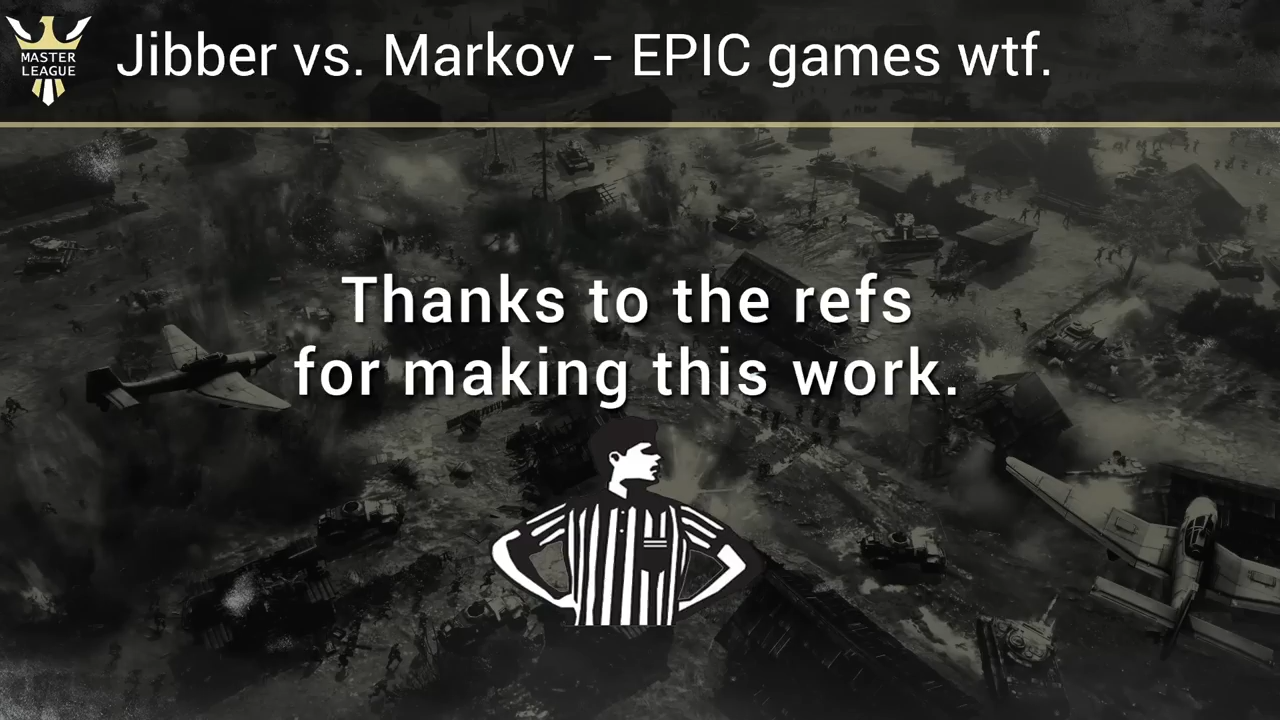 MASTER
LEAGUE
Jibber vs. Markov - EPIC games wtf.
Thanks to the refs
for making this work.